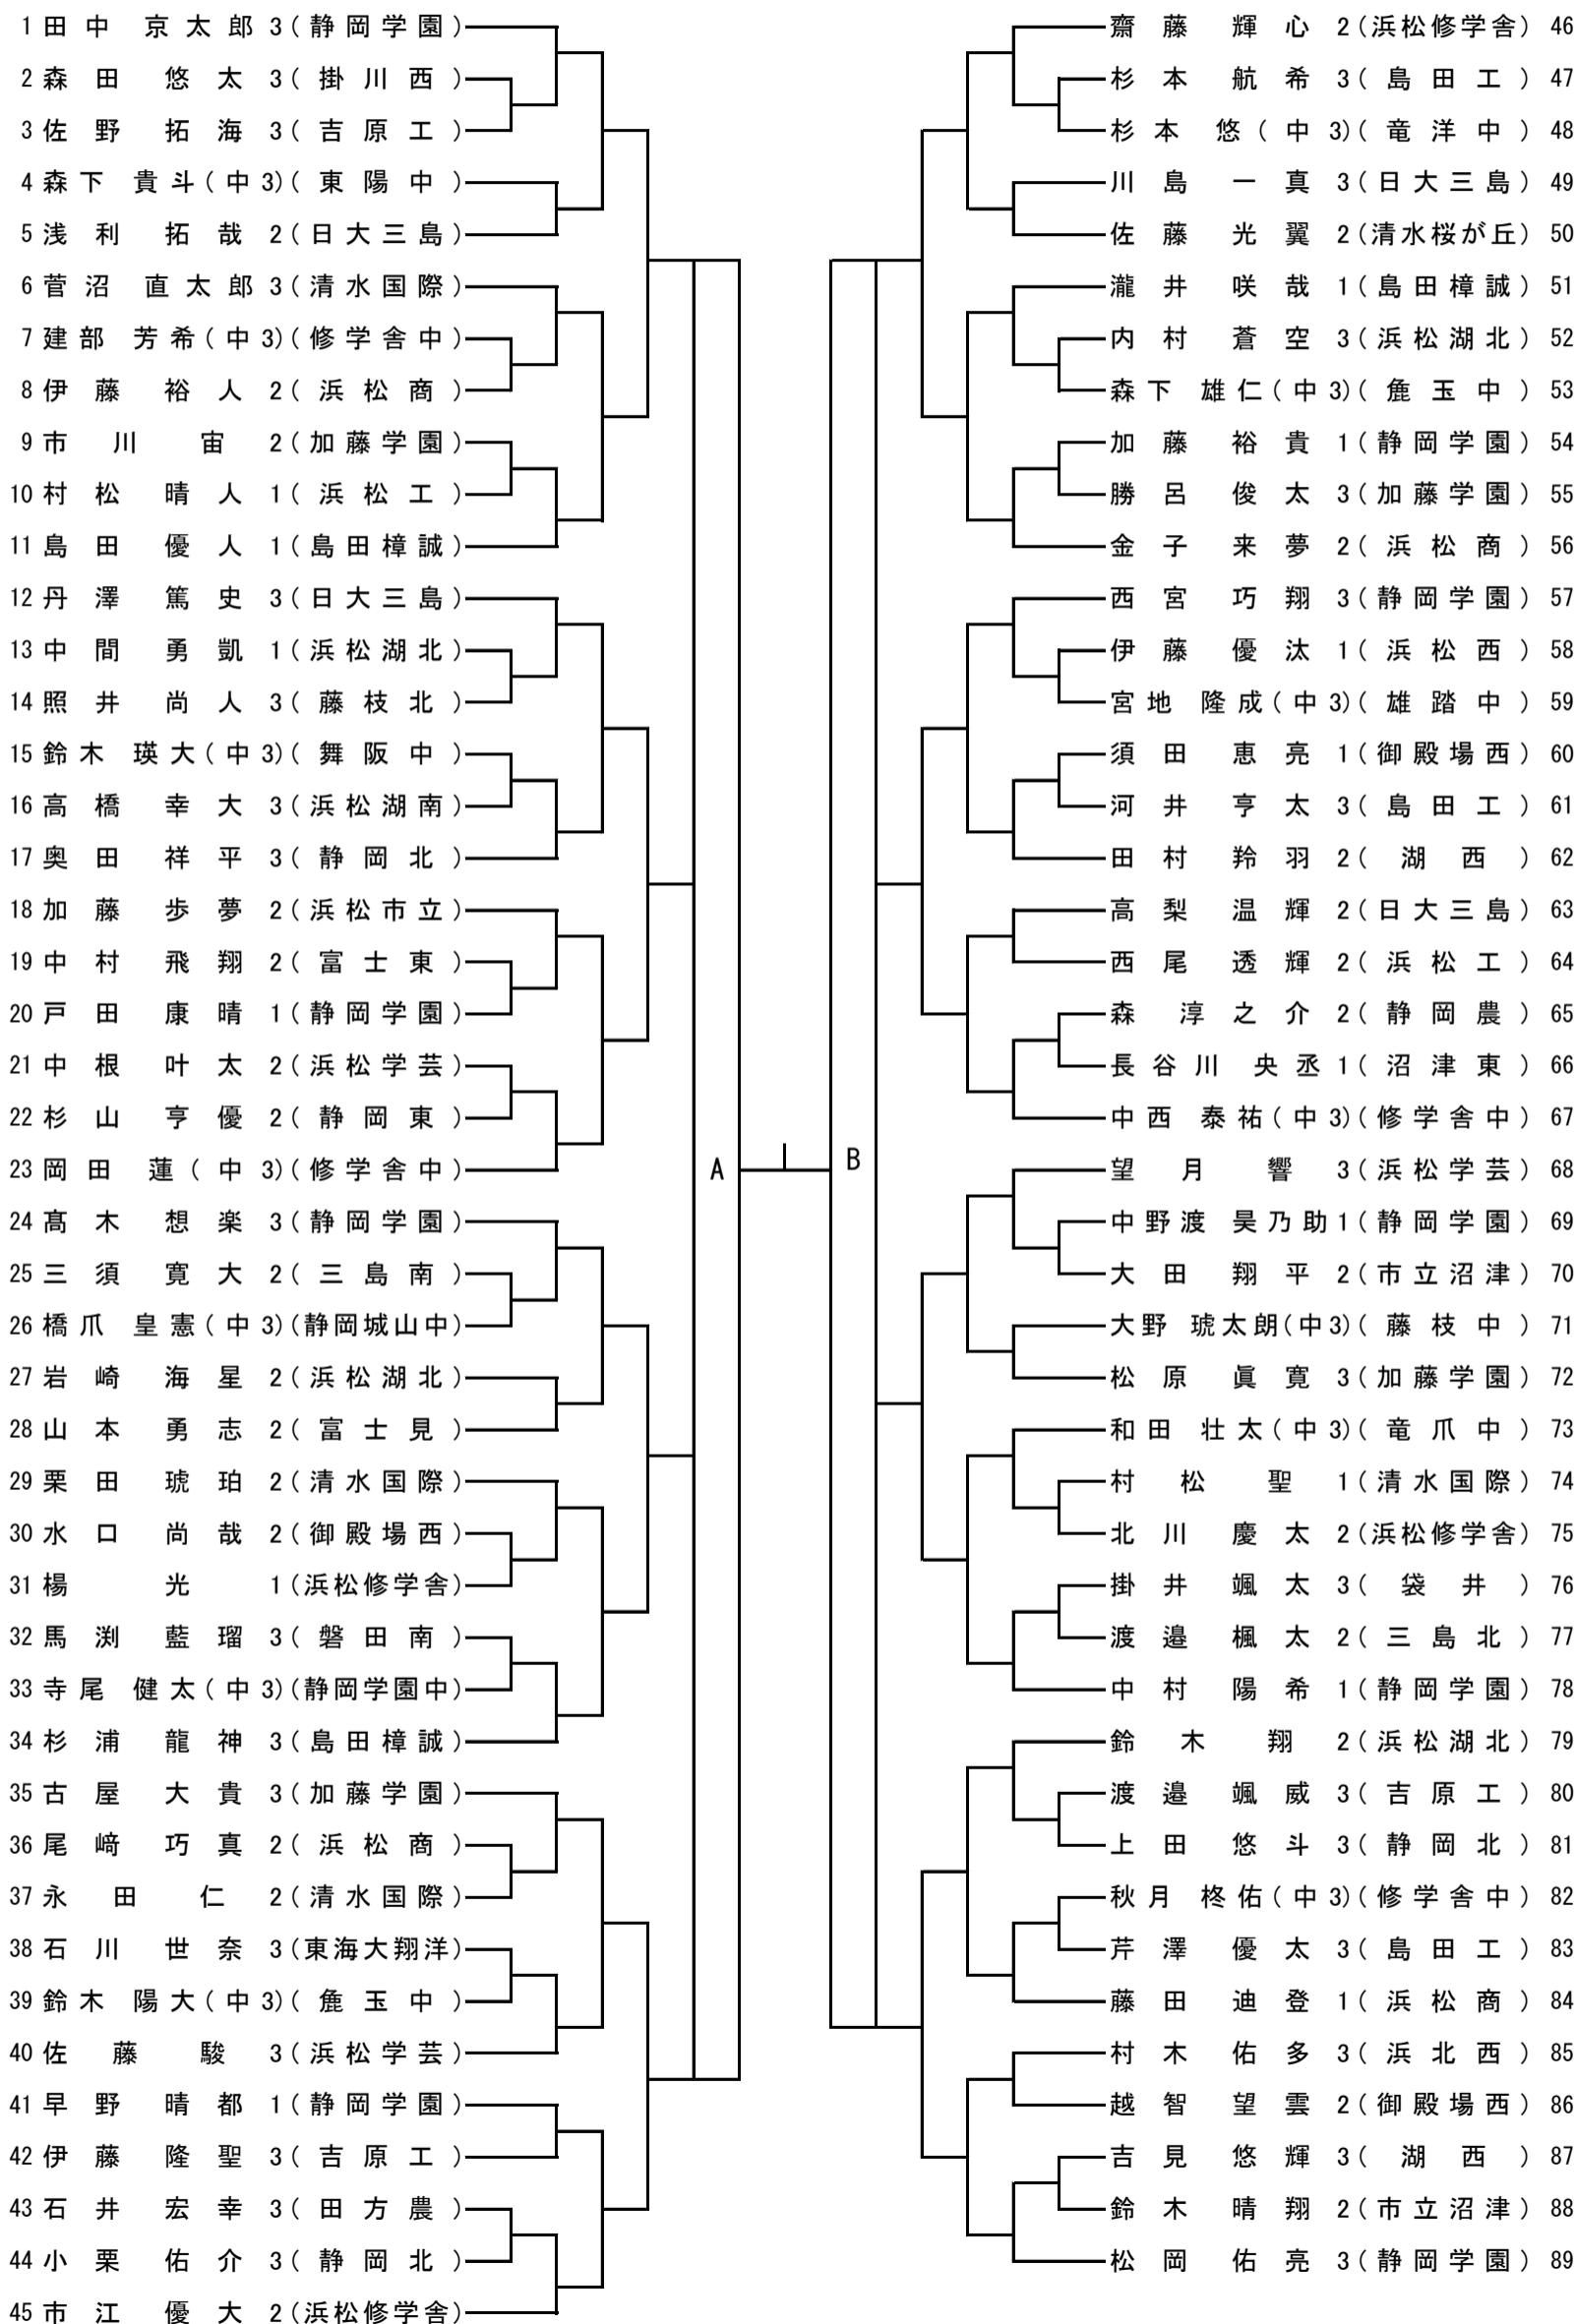 1 田中 京太郎 3(静岡学園)
2 森田 悠太 3(掛川西)
3 佐野 拓海 3(吉原工)
4 森下 貴斗(中3)(東陽中)
5 浅利 拓哉 2(日大三島)
6 菅沼 直太郎 3(清水国際)
7 建部 芳希(中3)(修学舎中)
8 伊藤 裕人 2(浜松商)
9 市川 宙 2(加藤学園)
10 村松 晴人 1(浜松工)
11 島田 優人 1(島田樟誠)
12 丹澤 篤史 3(日大三島)
13 中間 勇凱 1(浜松湖北)
14 照井 尚人 3(藤枝北)
15 鈴木 瑛大(中3)(舞阪中)
16 高橋 幸大 3(浜松湖南)
17 奥田 祥平 3(静岡北)
18 加藤 歩夢 2(浜松市立)
19 中村 飛翔 2(富士東)
20 戸田 康晴 1(静岡学園)
21 中根 叶太 2(浜松学芸)
22 杉山 亨優 2(静岡東)
23 岡田 蓮(中3)(修学舎中)
24 髙木 想楽 3(静岡学園)
25 三須 寛大 2(三島南)
26 橋爪 皇憲(中3)(静岡城山中)
27 岩崎 海星 2(浜松湖北)
28 山本 勇志 2(富士見)
29 栗田 琥珀 2(清水国際)
30 水口 尚哉 2(御殿場西)
31 楊 光 1(浜松修学舎)
32 馬渕 藍瑠 3(磐田南)
33 寺尾 健太(中3)(静岡学園中)
34 杉浦 龍神 3(島田樟誠)
35 古屋 大貴 3(加藤学園)
36 尾﨑 巧真 2(浜松商)
37 永田 仁 2(清水国際)
38 石川 世奈 3(東海大翔洋)
39 鈴木 陽大(中3)(麁玉中)
40 佐藤 駿 3(浜松学芸)
41 早野 晴都 1(静岡学園)
42 伊藤 隆聖 3(吉原工)
43 石井 宏幸 3(田方農)
44 小栗 佑介 3(静岡北)
45 市江 優大 2(浜松修学舎)
A
B
齋藤 輝心 2(浜松修学舎) 46
杉本 航希 3(島田工) 47
杉本 悠(中3)(竜洋中) 48
川島 一真 3(日大三島) 49
佐藤 光翼 2(清水桜が丘) 50
瀧井 咲哉 1(島田樟誠) 51
内村 蒼空 3(浜松湖北) 52
森下 雄仁(中3)(麁玉中) 53
加藤 裕貴 1(静岡学園) 54
勝呂 俊太 3(加藤学園) 55
金子 来夢 2(浜松商) 56
西宮 巧翔 3(静岡学園) 57
伊藤 優汰 1(浜松西) 58
宮地 隆成(中3)(雄踏中) 59
須田 恵亮 1(御殿場西) 60
河井 亨太 3(島田工) 61
田村 羚羽 2(湖西) 62
高梨 温輝 2(日大三島) 63
西尾 透輝 2(浜松工) 64
森 淳之介 2(静岡農) 65
長谷川 央丞 1(沼津東) 66
中西 泰祐(中3)(修学舎中) 67
望月 響 3(浜松学芸) 68
中野渡 昊乃助 1(静岡学園) 69
大田 翔平 2(市立沼津) 70
大野 琥太朗(中3)(藤枝中) 71
松原 眞寛 3(加藤学園) 72
和田 壮太(中3)(竜爪中) 73
村松 聖 1(清水国際) 74
北川 慶太 2(浜松修学舎) 75
掛井 颯太 3(袋井) 76
渡邉 楓太 2(三島北) 77
中村 陽希 1(静岡学園) 78
鈴木 翔 2(浜松湖北) 79
渡邉 颯威 3(吉原工) 80
上田 悠斗 3(静岡北) 81
秋月 柊佑(中3)(修学舎中) 82
芹澤 優太 3(島田工) 83
藤田 迪登 1(浜松商) 84
村木 佑多 3(浜北西) 85
越智 望雲 2(御殿場西) 86
吉見 悠輝 3(湖西) 87
鈴木 晴翔 2(市立沼津) 88
松岡 佑亮 3(静岡学園) 89